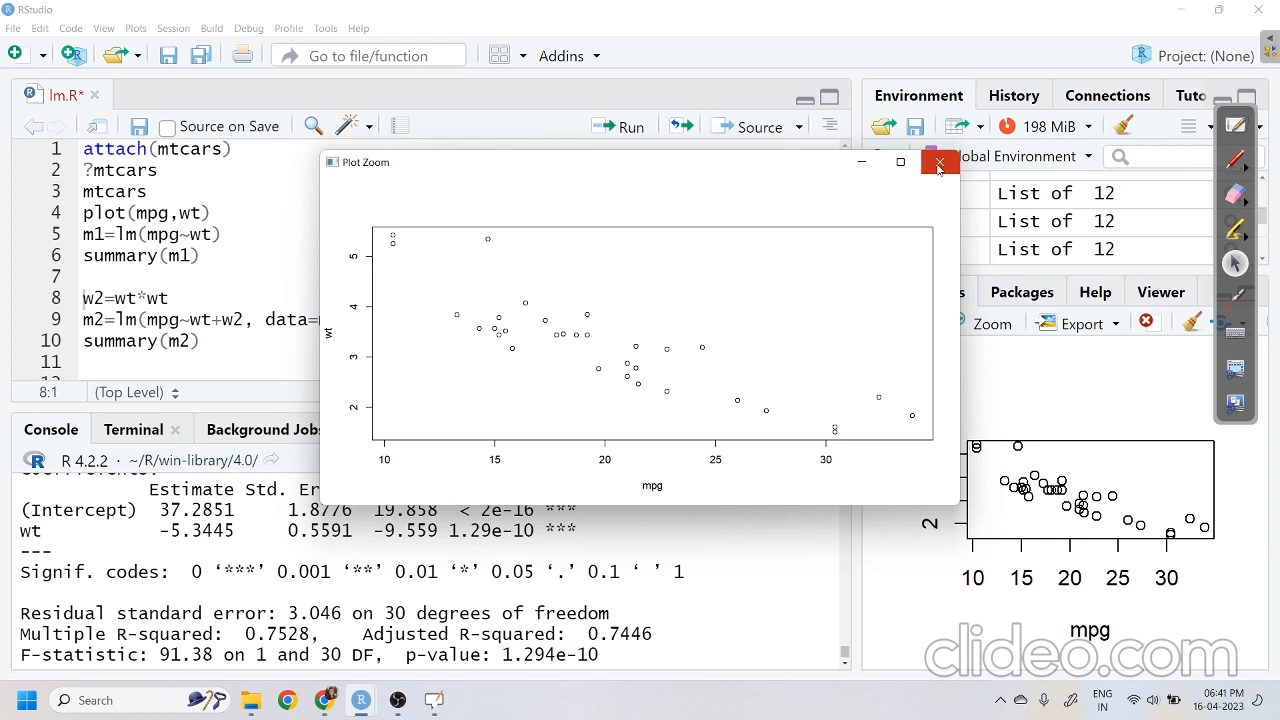 RStudio
File Edit Code View Plots Session Build Debug Profile Tools Help
Go to file/function Addins Project: (None)
lm.R*
Source on Save Run Source
1 attach(mtcars)
2 ?mtcars
3 mtcars
4 plot(mpg,wt)
5 m1=lm(mpg~wt)
6 summary(m1)
7
8 w2=wt*wt
9 m2=lm(mpg~wt+w2, data=
10 summary(m2)
11
8:1 (Top Level)
Console Terminal Background Jobs
R 4.2.2 · ~/R/win-library/4.0/
Coefficients:
Estimate Std. Er
(Intercept) 37.2851 1.8776 19.858 < 2e-16 ***
wt -5.3445 0.5591 -9.559 1.29e-10 ***
---
Signif. codes: 0 ‘***’ 0.001 ‘**’ 0.01 ‘*’ 0.05 ‘.’ 0.1 ‘ ’ 1
Residual standard error: 3.046 on 30 degrees of freedom
Multiple R-squared: 0.7528, Adjusted R-squared: 0.7446
F-statistic: 91.38 on 1 and 30 DF, p-value: 1.294e-10
Plot Zoom
5
4
3
2
wt
10 15 20 25 30
mpg
Environment History Connections Tuto
198 MiB
lobal Environment
List of 12
List of 12
List of 12
s Packages Help Viewer
Zoom Export
2
10 15 20 25 30
mpg
clideo.com
Search
ENG
IN
06:41 PM
16-04-2023